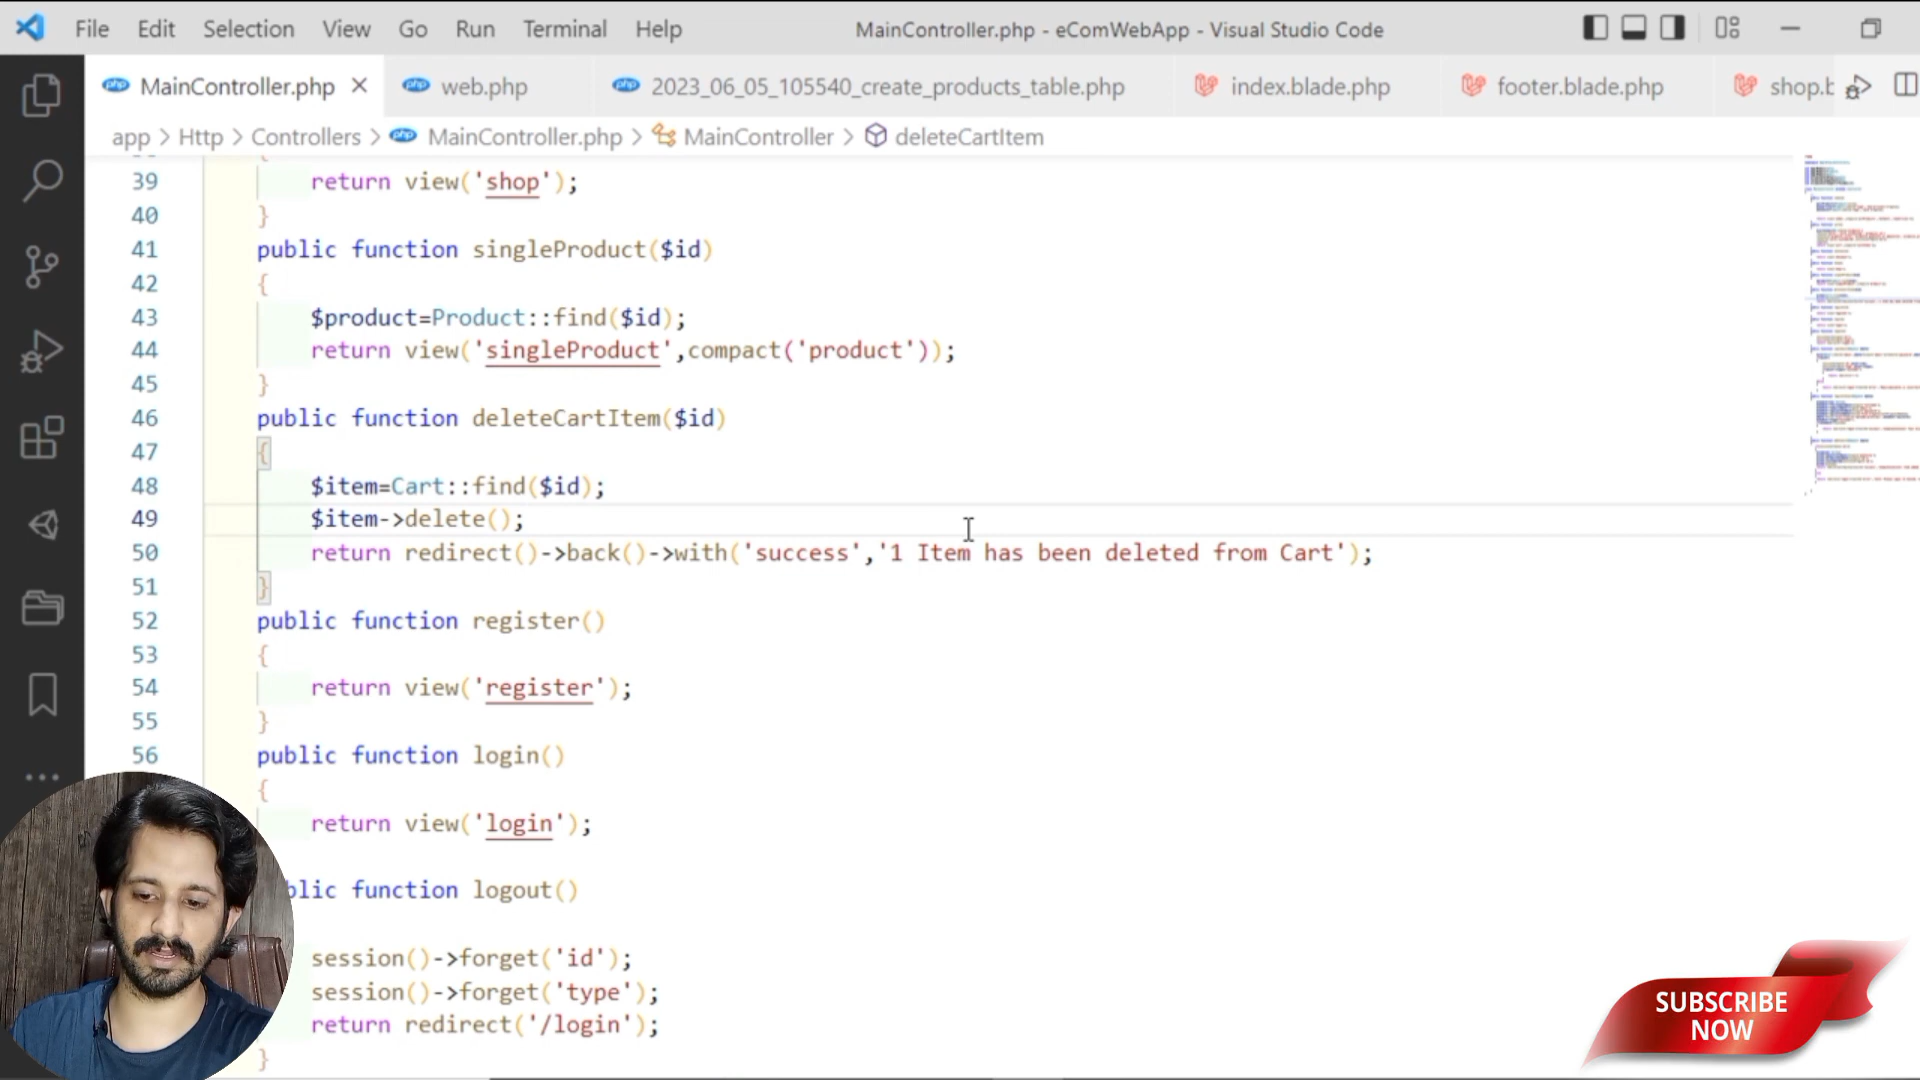 File Edit Selection View Go Run Terminal Help MainController.php - eComWebApp - Visual Studio Code
MainController.php web.php 2023_06_05_105540_create_products_table.php index.blade.php footer.blade.php shop.b
app > Http > Controllers > MainController.php > MainController > deleteCartItem
39 return view('shop');
40 }
41 public function singleProduct($id)
42 {
43 $product=Product::find($id);
44 return view('singleProduct',compact('product'));
45 }
46 public function deleteCartItem($id)
47 {
48 $item=Cart::find($id);
49 $item->delete();
50 return redirect()->back()->with('success','1 Item has been deleted from Cart');
51 }
52 public function register()
53 {
54 return view('register');
55 }
56 public function login()
{
return view('login');
blic function logout()
session()->forget('id');
session()->forget('type');
return redirect('/login');
}
SUBSCRIBE
NOW